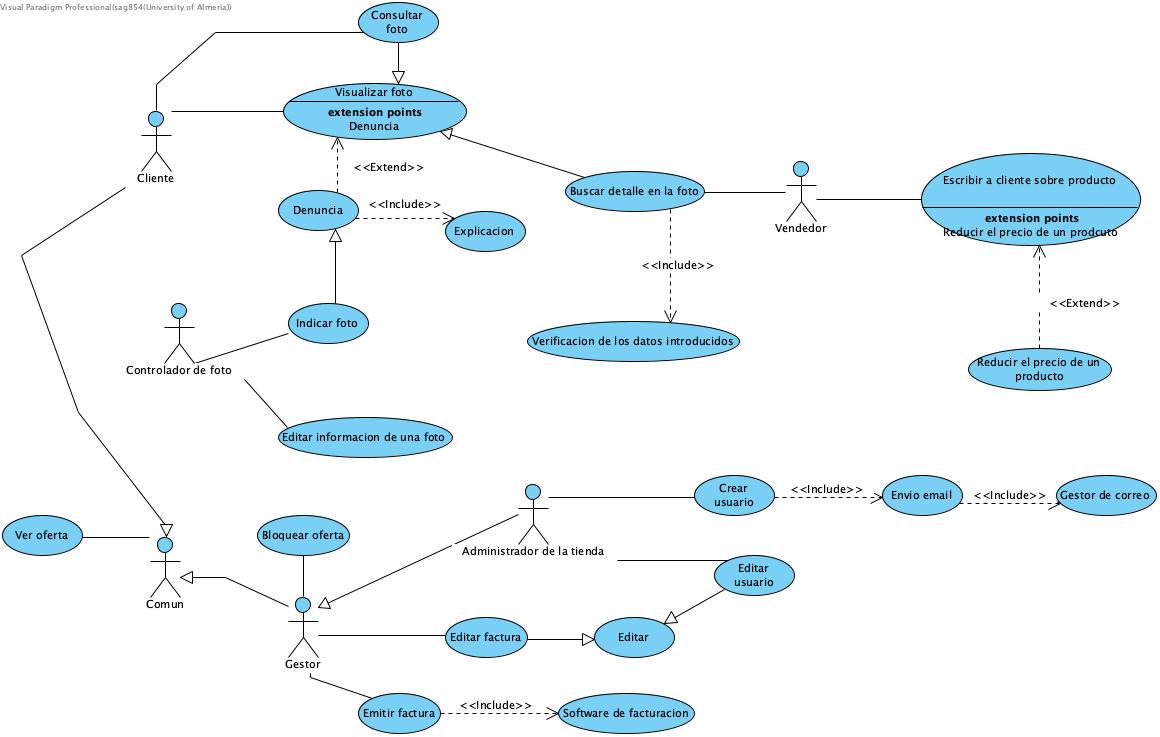 Visual Paradigm Professional(sag854(University of Almeria))
Consultar
foto
Visualizar foto
extension points
Denuncia
<<Extend>>
Cliente
Denuncia
<<Include>>
Explicacion
Buscar detalle en la foto
Vendedor
Escribir a cliente sobre producto
extension points
Reducir el precio de un prodcuto
<<Include>>
<<Extend>>
Indicar foto
Verificacion de los datos introducidos
Controlador de foto
Reducir el precio de un
producto
Editar informacion de una foto
Crear
usuario
<<Include>>
Envio email
<<Include>>
Gestor de correo
Ver oferta
Bloquear oferta
Administrador de la tienda
Editar
usuario
Comun
Gestor
Editar factura
Editar
Emitir factura
<<Include>>
Software de facturacion